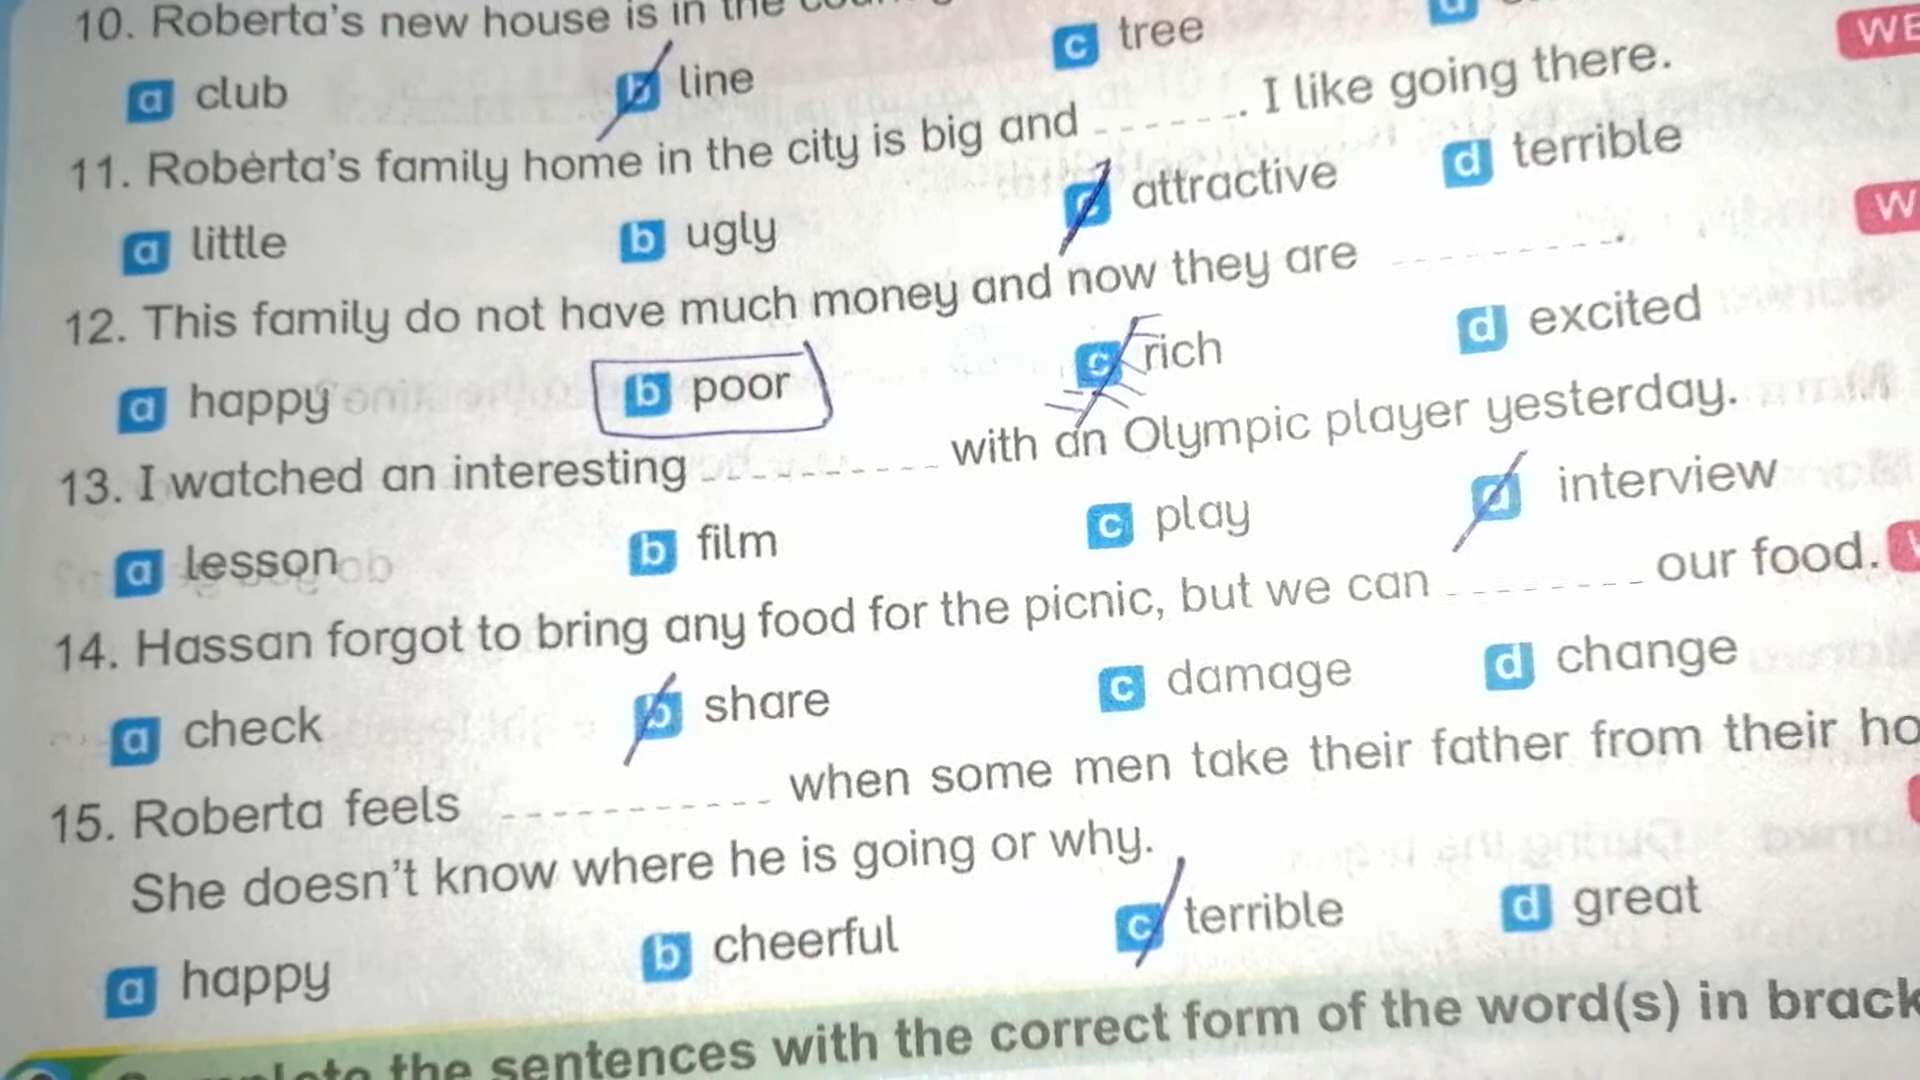 10. Roberta's new house is in the
a club b line c tree d
11. Roberta's family home in the city is big and ------. I like going there. WE
a little b ugly c attractive d terrible
12. This family do not have much money and now they are ---------. W
a happy b poor c rich d excited
13. I watched an interesting --------- with an Olympic player yesterday.
a lesson b film c play d interview
14. Hassan forgot to bring any food for the picnic, but we can ------- our food.
a check b share c damage d change
15. Roberta feels ---------- when some men take their father from their ho
She doesn't know where he is going or why.
a happy b cheerful c terrible d great
the sentences with the correct form of the word(s) in brack